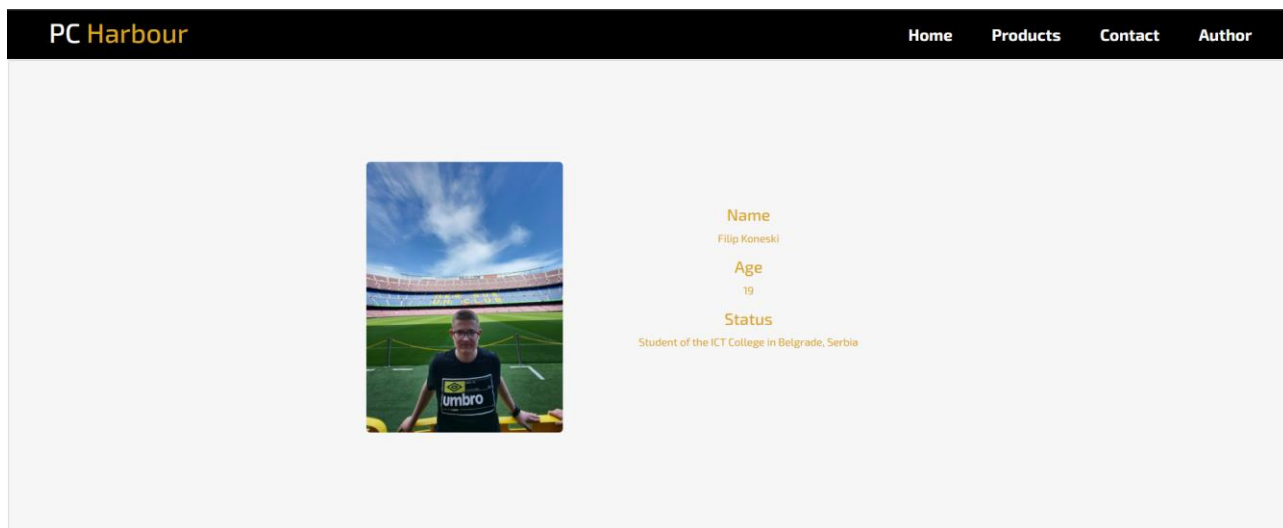 PC Harbour
Home Products Contact Author
Name
Filip Koneski
Age
19
Status
Student of the ICT College in Belgrade, Serbia
umbro